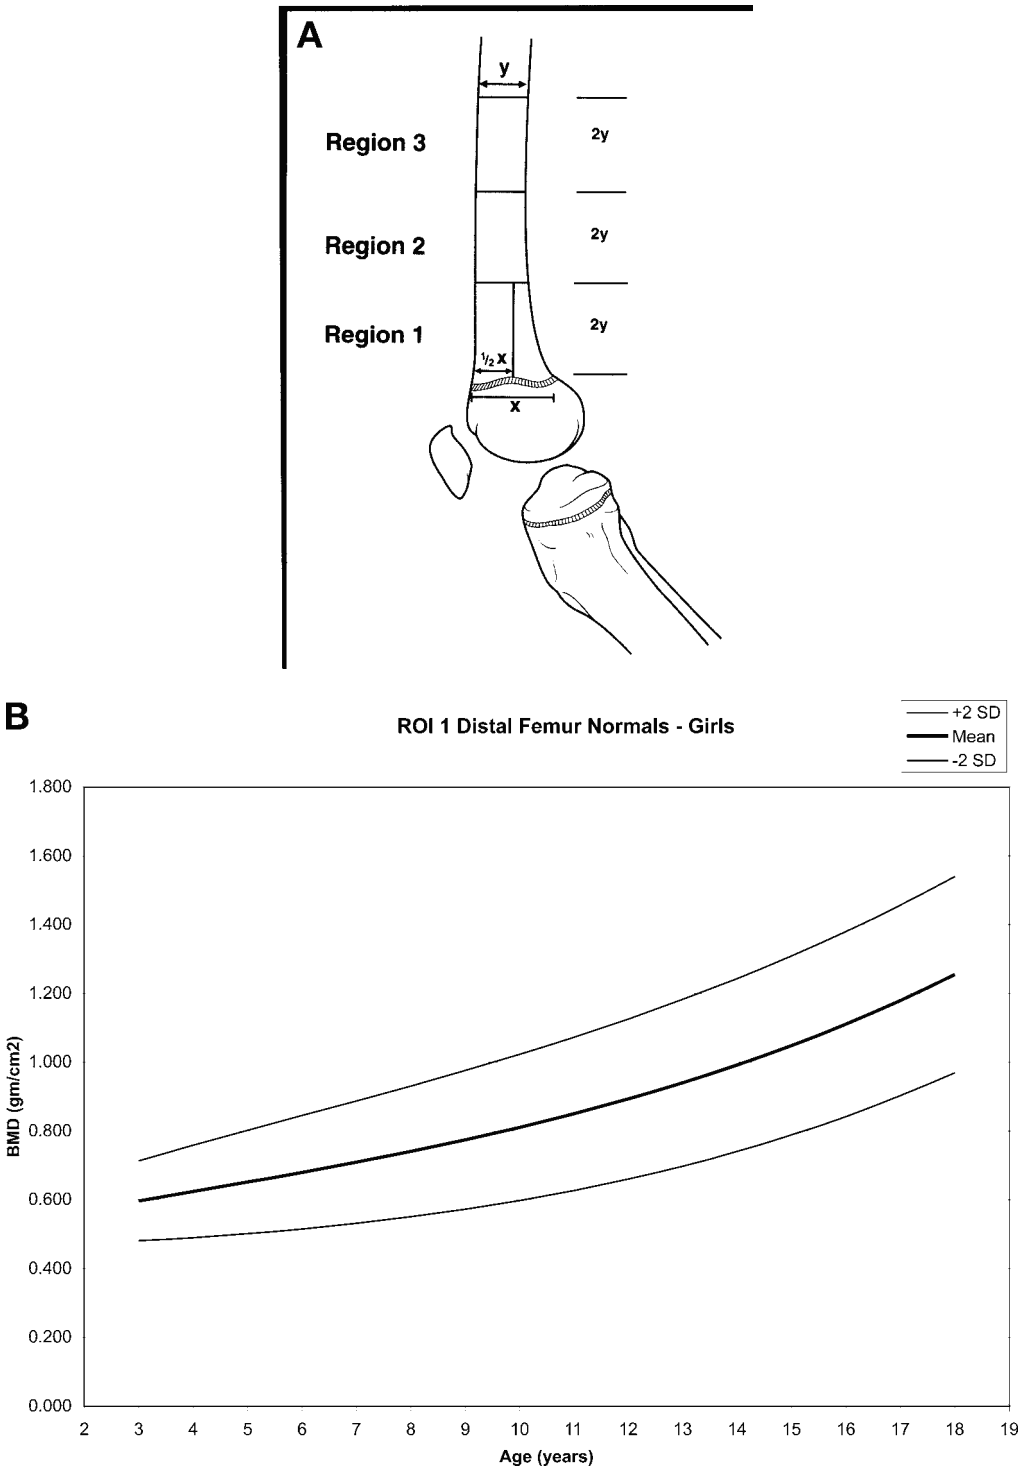 A
y
Region 3
2y
Region 2
2y
Region 1
2y
1/2 x
x
B
ROI 1 Distal Femur Normals - Girls
+2 SD
Mean
-2 SD
1.800
1.600
1.400
1.200
1.000
0.800
0.600
0.400
0.200
0.000
BMD (gm/cm2)
2 3 4 5 6 7 8 9 10 11 12 13 14 15 16 17 18 19
Age (years)